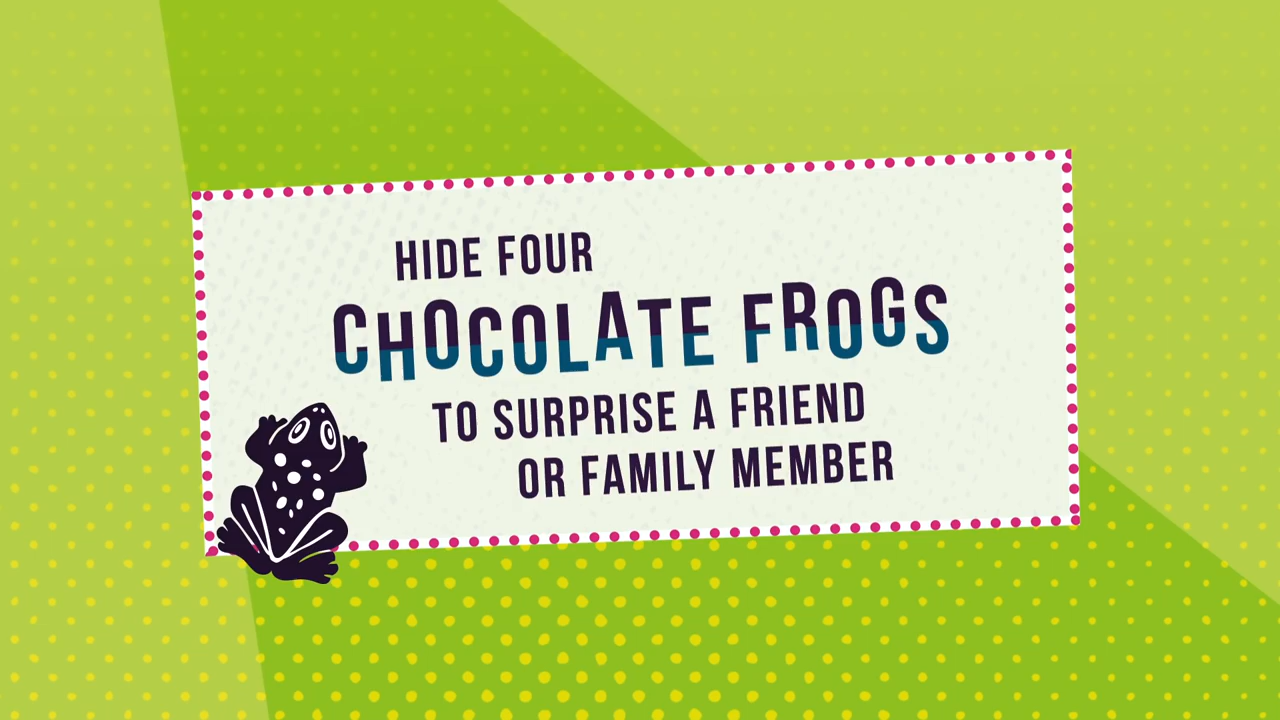 HIDE FOUR
CHOCOLATE FROGS
TO SURPRISE A FRIEND
OR FAMILY MEMBER